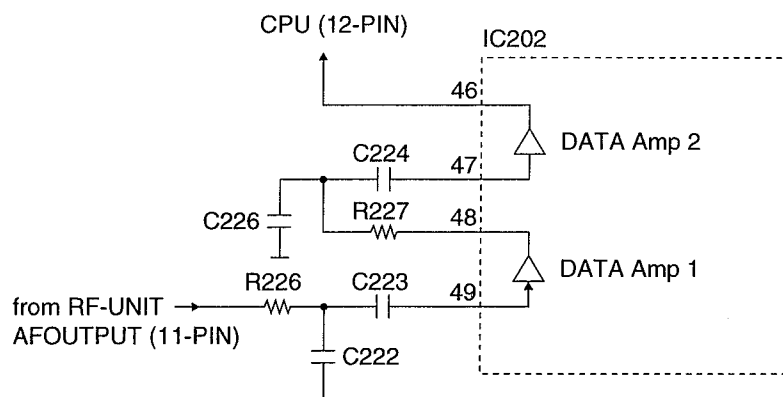 CPU (12-PIN)
IC202
46
DATA Amp 2
C224
47
C226
R227
48
DATA Amp 1
R226
C223
49
from RF-UNIT
AFOUTPUT (11-PIN)
C222